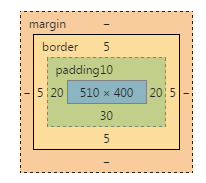 margin –
border 5
padding10
– 5 20 510 × 400 20 5 –
30
5
–